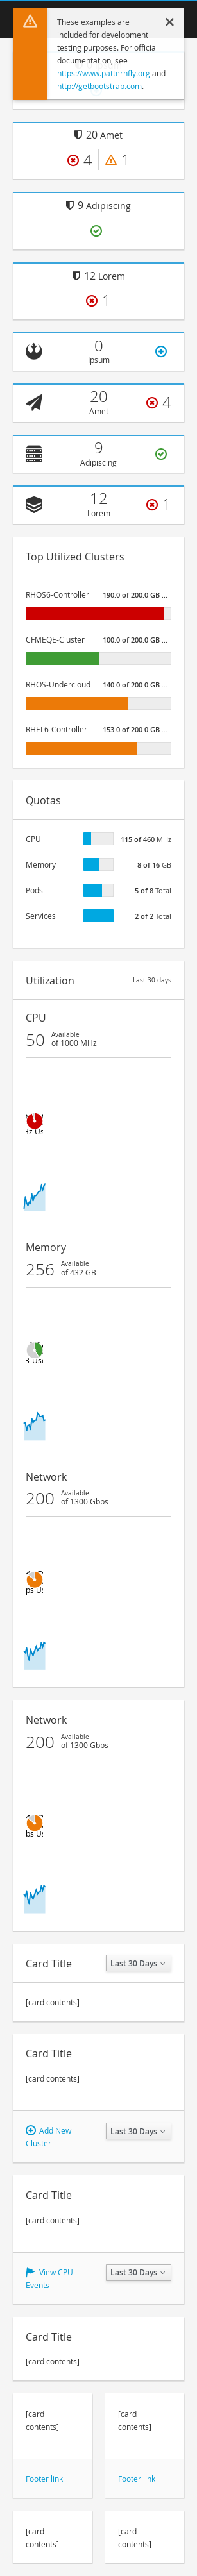 These examples are
included for development
testing purposes. For official
documentation, see
https://www.patternfly.org and
http://getbootstrap.com.
20 Amet
4 1
9 Adipiscing
12 Lorem
1
0
Ipsum
20
Amet
4
9
Adipiscing
12
Lorem
1
Top Utilized Clusters
RHOS6-Controller 190.0 of 200.0 GB ...
CFMEQE-Cluster 100.0 of 200.0 GB ...
RHOS-Undercloud 140.0 of 200.0 GB ...
RHEL6-Controller 153.0 of 200.0 GB ...
Quotas
CPU 115 of 460 MHz
Memory 8 of 16 GB
Pods 5 of 8 Total
Services 2 of 2 Total
Utilization Last 30 days
CPU
50 Available
of 1000 MHz
Memory
256 Available
of 432 GB
Network
200 Available
of 1300 Gbps
Network
200 Available
of 1300 Gbps
Card Title Last 30 Days
[card contents]
Card Title
[card contents]
Add New
Cluster
Last 30 Days
Card Title
[card contents]
View CPU
Events
Last 30 Days
Card Title
[card contents]
[card
contents]
[card
contents]
Footer link Footer link
[card
contents]
[card
contents]